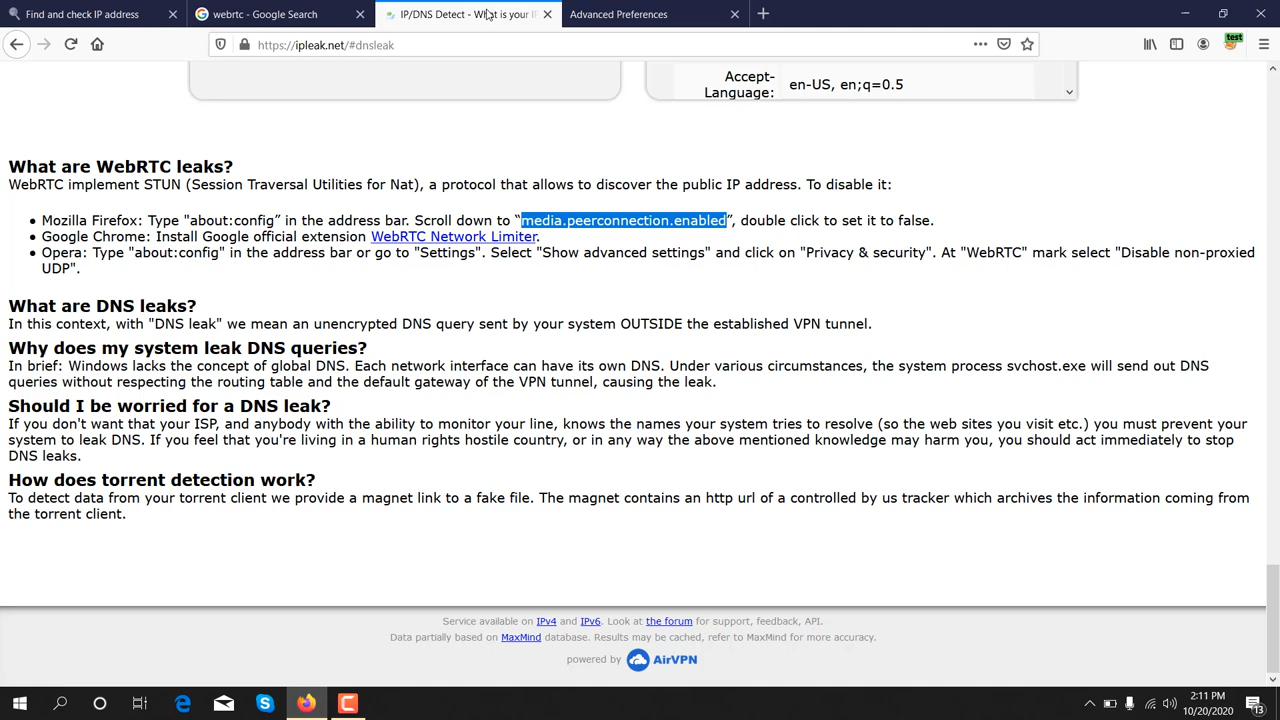 Find and check IP address
webrtc - Google Search
IP/DNS Detect - What is your IP
Advanced Preferences
https://ipleak.net/#dnsleak
test
Accept-
Language:
en-US, en;q=0.5
What are WebRTC leaks?
WebRTC implement STUN (Session Traversal Utilities for Nat), a protocol that allows to discover the public IP address. To disable it:
Mozilla Firefox: Type "about:config” in the address bar. Scroll down to “media.peerconnection.enabled”, double click to set it to false.
Google Chrome: Install Google official extension WebRTC Network Limiter.
Opera: Type "about:config" in the address bar or go to "Settings". Select "Show advanced settings" and click on "Privacy & security". At "WebRTC" mark select "Disable non-proxied
UDP".
What are DNS leaks?
In this context, with "DNS leak" we mean an unencrypted DNS query sent by your system OUTSIDE the established VPN tunnel.
Why does my system leak DNS queries?
In brief: Windows lacks the concept of global DNS. Each network interface can have its own DNS. Under various circumstances, the system process svchost.exe will send out DNS
queries without respecting the routing table and the default gateway of the VPN tunnel, causing the leak.
Should I be worried for a DNS leak?
If you don't want that your ISP, and anybody with the ability to monitor your line, knows the names your system tries to resolve (so the web sites you visit etc.) you must prevent your
system to leak DNS. If you feel that you're living in a human rights hostile country, or in any way the above mentioned knowledge may harm you, you should act immediately to stop
DNS leaks.
How does torrent detection work?
To detect data from your torrent client we provide a magnet link to a fake file. The magnet contains an http url of a controlled by us tracker which archives the information coming from
the torrent client.
Service available on IPv4 and IPv6. Look at the forum for support, feedback, API.
Data partially based on MaxMind database. Results may be cached, refer to MaxMind for more accuracy.
powered by AirVPN
2:11 PM
10/20/2020
13